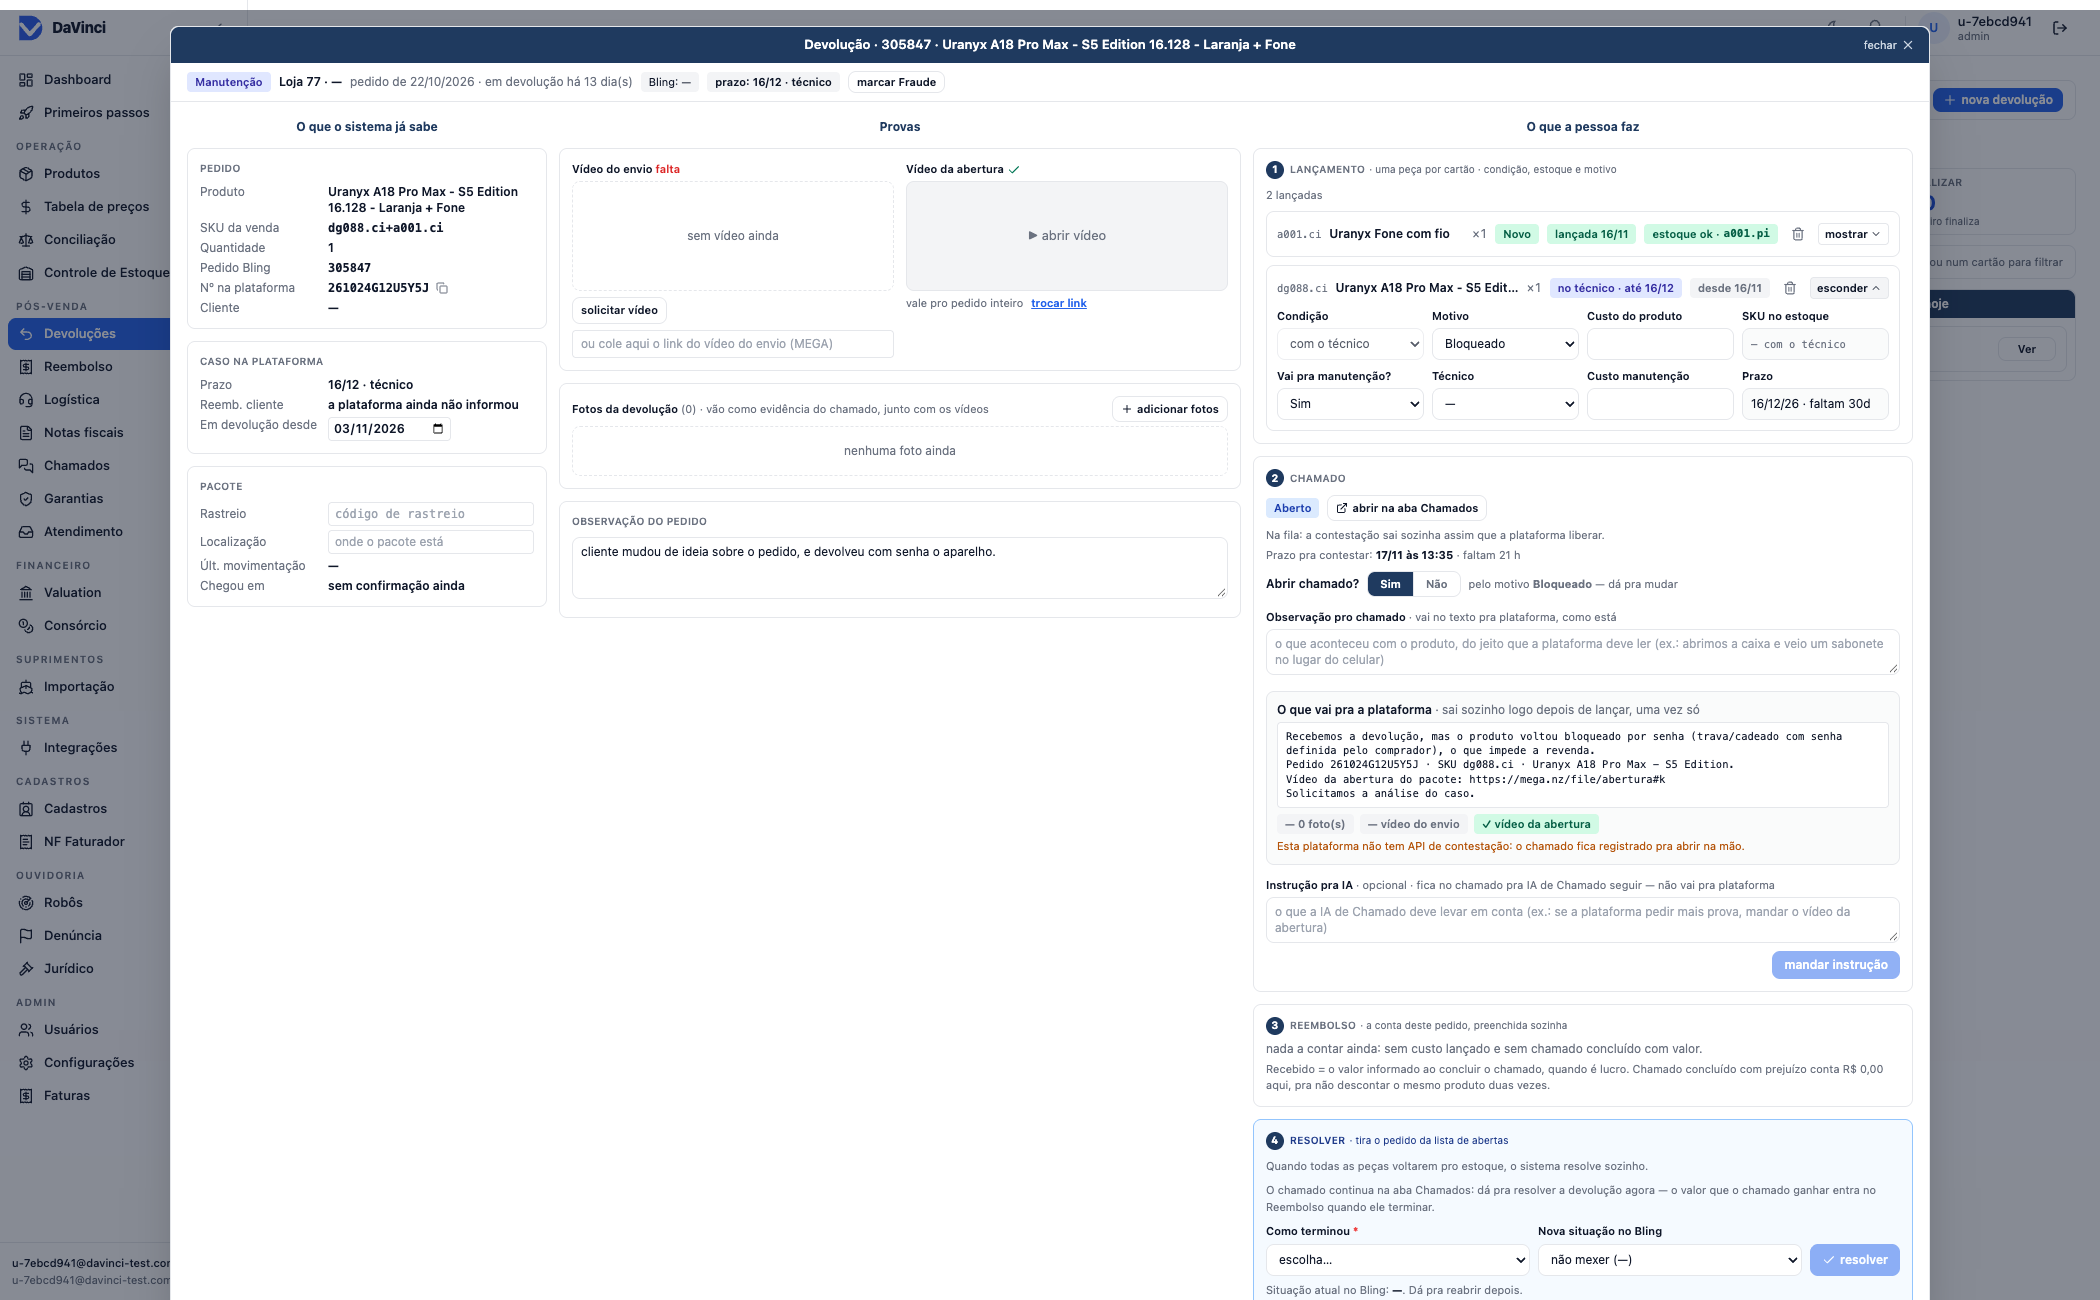 DaVinci
Dashboard
Primeiros passos
OPERAÇÃO
Produtos
Tabela de preços
Conciliação
Controle de Estoque
PÓS-VENDA
Devoluções
Reembolso
Logística
Notas fiscais
Chamados
Garantias
Atendimento
FINANCEIRO
Valuation
Consórcio
SUPRIMENTOS
Importação
SISTEMA
Integrações
CADASTROS
Cadastros
NF Faturador
OUVIDORIA
Robôs
Denúncia
Jurídico
ADMIN
Usuários
Configurações
Faturas
u-7ebcd941@davinci-test.com
u-7ebcd941@davinci-test.com
U
u-7ebcd941
admin
+ nova devolução
IZAR
iro finaliza
ou num cartão para filtrar
oje
Ver
Devolução · 305847 · Uranyx A18 Pro Max - S5 Edition 16.128 - Laranja + Fone
fechar ×
Manutenção Loja 77 · — pedido de 22/10/2026 · em devolução há 13 dia(s) Bling: — prazo: 16/12 · técnico marcar Fraude
O que o sistema já sabe
PEDIDO
Produto Uranyx A18 Pro Max - S5 Edition
16.128 - Laranja + Fone
SKU da venda dg088.ci+a001.ci
Quantidade 1
Pedido Bling 305847
Nº na plataforma 261024G12U5Y5J
Cliente —
CASO NA PLATAFORMA
Prazo 16/12 · técnico
Reemb. cliente a plataforma ainda não informou
Em devolução desde 03/11/2026
PACOTE
Rastreio código de rastreio
Localização onde o pacote está
Últ. movimentação —
Chegou em sem confirmação ainda
Provas
Vídeo do envio falta
sem vídeo ainda
solicitar vídeo
ou cole aqui o link do vídeo do envio (MEGA)
Vídeo da abertura ✓
▶ abrir vídeo
vale pro pedido inteiro trocar link
Fotos da devolução (0) · vão como evidência do chamado, junto com os vídeos
+ adicionar fotos
nenhuma foto ainda
OBSERVAÇÃO DO PEDIDO
cliente mudou de ideia sobre o pedido, e devolveu com senha o aparelho.
O que a pessoa faz
1 LANÇAMENTO · uma peça por cartão · condição, estoque e motivo
2 lançadas
a001.ci Uranyx Fone com fio ×1 Novo lançada 16/11 estoque ok · a001.pi mostrar
dg088.ci Uranyx A18 Pro Max - S5 Edit... ×1 no técnico · até 16/12 desde 16/11 esconder
Condição Motivo Custo do produto SKU no estoque
com o técnico Bloqueado — com o técnico
Vai pra manutenção? Técnico Custo manutenção Prazo
Sim — 16/12/26 · faltam 30d
2 CHAMADO
Aberto abrir na aba Chamados
Na fila: a contestação sai sozinha assim que a plataforma liberar.
Prazo pra contestar: 17/11 às 13:35 · faltam 21 h
Abrir chamado? Sim Não pelo motivo Bloqueado — dá pra mudar
Observação pro chamado · vai no texto pra plataforma, como está
o que aconteceu com o produto, do jeito que a plataforma deve ler (ex.: abrimos a caixa e veio um sabonete
no lugar do celular)
O que vai pra a plataforma · sai sozinho logo depois de lançar, uma vez só
Recebemos a devolução, mas o produto voltou bloqueado por senha (trava/cadeado com senha
definida pelo comprador), o que impede a revenda.
Pedido 261024G12U5Y5J · SKU dg088.ci · Uranyx A18 Pro Max — S5 Edition.
Vídeo da abertura do pacote: https://mega.nz/file/abertura#k
Solicitamos a análise do caso.
— 0 foto(s) — vídeo do envio ✓ vídeo da abertura
Esta plataforma não tem API de contestação: o chamado fica registrado pra abrir na mão.
Instrução pra IA · opcional · fica no chamado pra IA de Chamado seguir — não vai pra plataforma
o que a IA de Chamado deve levar em conta (ex.: se a plataforma pedir mais prova, mandar o vídeo da
abertura)
mandar instrução
3 REEMBOLSO · a conta deste pedido, preenchida sozinha
nada a contar ainda: sem custo lançado e sem chamado concluído com valor.
Recebido = o valor informado ao concluir o chamado, quando é lucro. Chamado concluído com prejuízo conta R$ 0,00
aqui, pra não descontar o mesmo produto duas vezes.
4 RESOLVER · tira o pedido da lista de abertas
Quando todas as peças voltarem pro estoque, o sistema resolve sozinho.
O chamado continua na aba Chamados: dá pra resolver a devolução agora — o valor que o chamado ganhar entra no
Reembolso quando ele terminar.
Como terminou * Nova situação no Bling
escolha... não mexer (—) ✓ resolver
Situação atual no Bling: —. Dá pra reabrir depois.